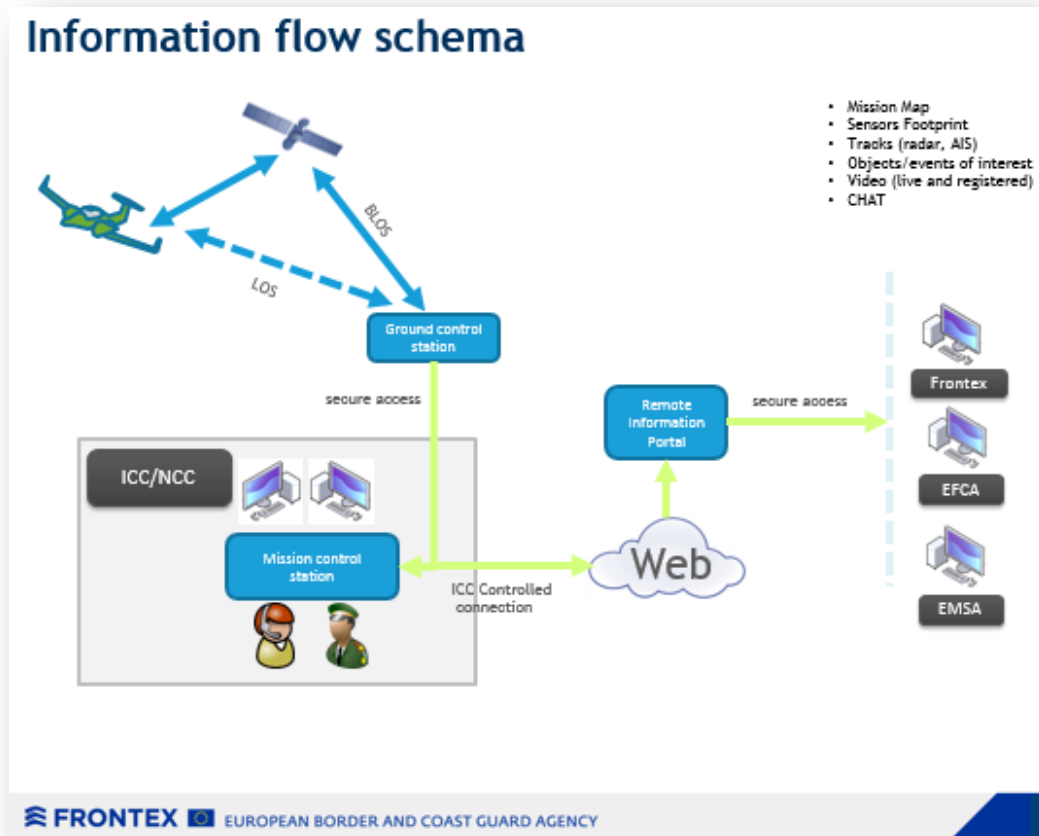 Information flow schema
• Mission Map
• Sensors Footprint
• Tracks (radar, AIS)
• Objects/events of interest
• Video (live and registered)
• CHAT
BLOS
LOS
Ground control
station
secure access
Remote
Information
Portal
secure access
Frontex
EFCA
EMSA
ICC/NCC
Mission control
station
Web
ICC Controlled
connection
FRONTEX EUROPEAN BORDER AND COAST GUARD AGENCY